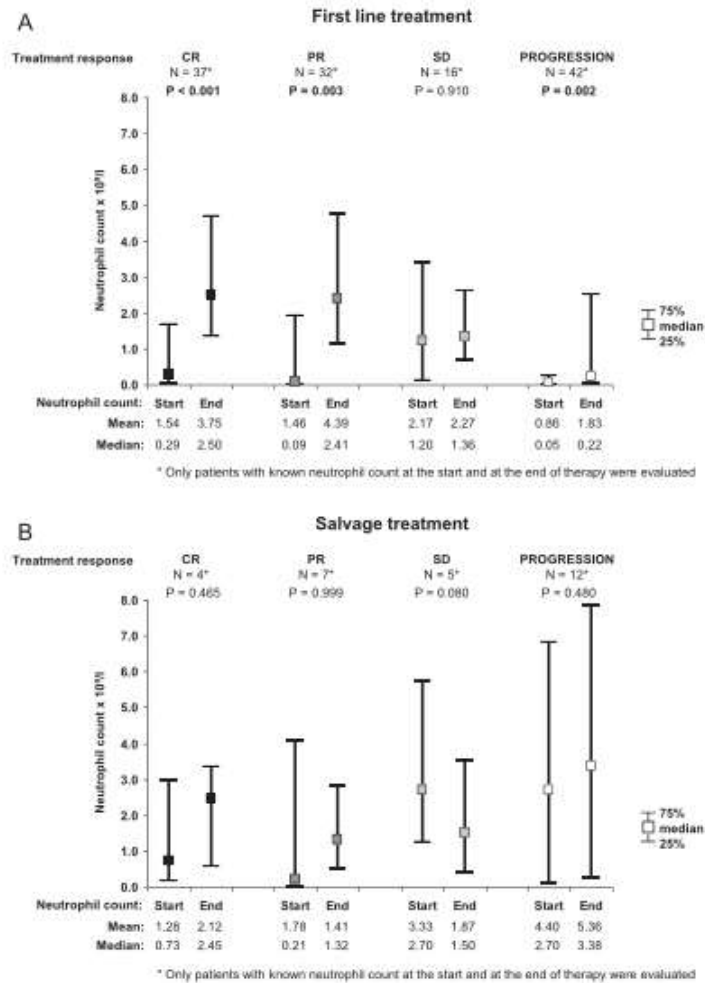 A
First line treatment
Treatment response CR PR SD PROGRESSION
N = 37* N = 32* N = 16* N = 42*
P < 0.001 P = 0.003 P = 0.910 P = 0.002
8.0
7.0
6.0
5.0
4.0
3.0
2.0
1.0
0.0
Neutrophil count x 10⁹/l
75%
median
25%
Neutrophil count: Start End Start End Start End Start End
Mean: 1.54 3.75 1.46 4.39 2.17 2.27 0.86 1.83
Median: 0.29 2.50 0.09 2.41 1.20 1.36 0.05 0.22
* Only patients with known neutrophil count at the start and at the end of therapy were evaluated
B
Salvage treatment
Treatment response CR PR SD PROGRESSION
N = 4* N = 7* N = 5* N = 12*
P = 0.465 P = 0.999 P = 0.080 P = 0.480
8.0
7.0
6.0
5.0
4.0
3.0
2.0
1.0
0.0
Neutrophil count x 10⁹/l
75%
median
25%
Neutrophil count: Start End Start End Start End Start End
Mean: 1.26 2.12 1.78 1.41 3.33 1.87 4.40 5.36
Median: 0.73 2.45 0.21 1.32 2.70 1.50 2.70 3.38
* Only patients with known neutrophil count at the start and at the end of therapy were evaluated